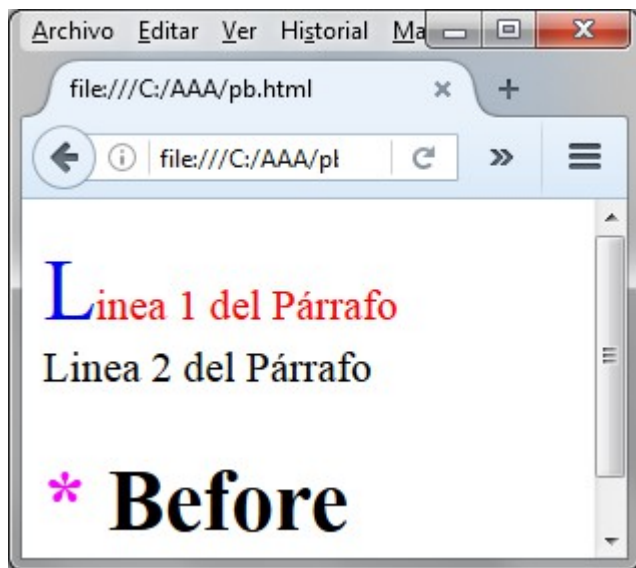 Archivo Editar Ver Historial Ma
file:///C:/AAA/pb.html
file:///C:/AAA/pb
Linea 1 del Párrafo
Linea 2 del Párrafo
* Before